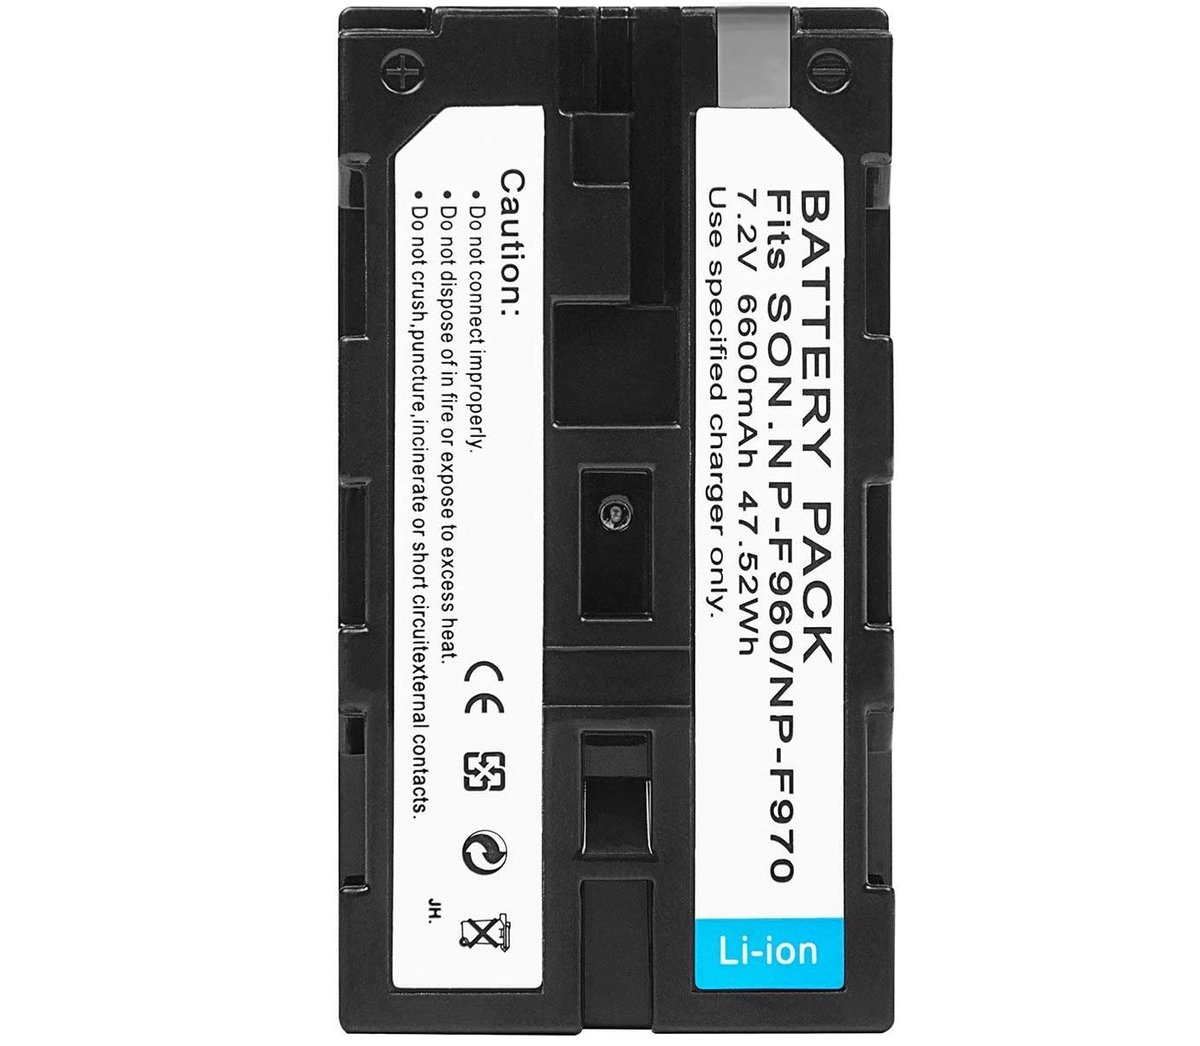 BATTERY PACK
Fits SON.NP-F960/NP-F970
7.2V 6600mAh 47.52Wh
Use specified charger only.
Li-ion
Caution:
• Do not connect improperly.
• Do not dispose of in fire or expose to excess heat.
• Do not crush,puncture,incinerate or short circuitexternal contacts.
CE
JH.